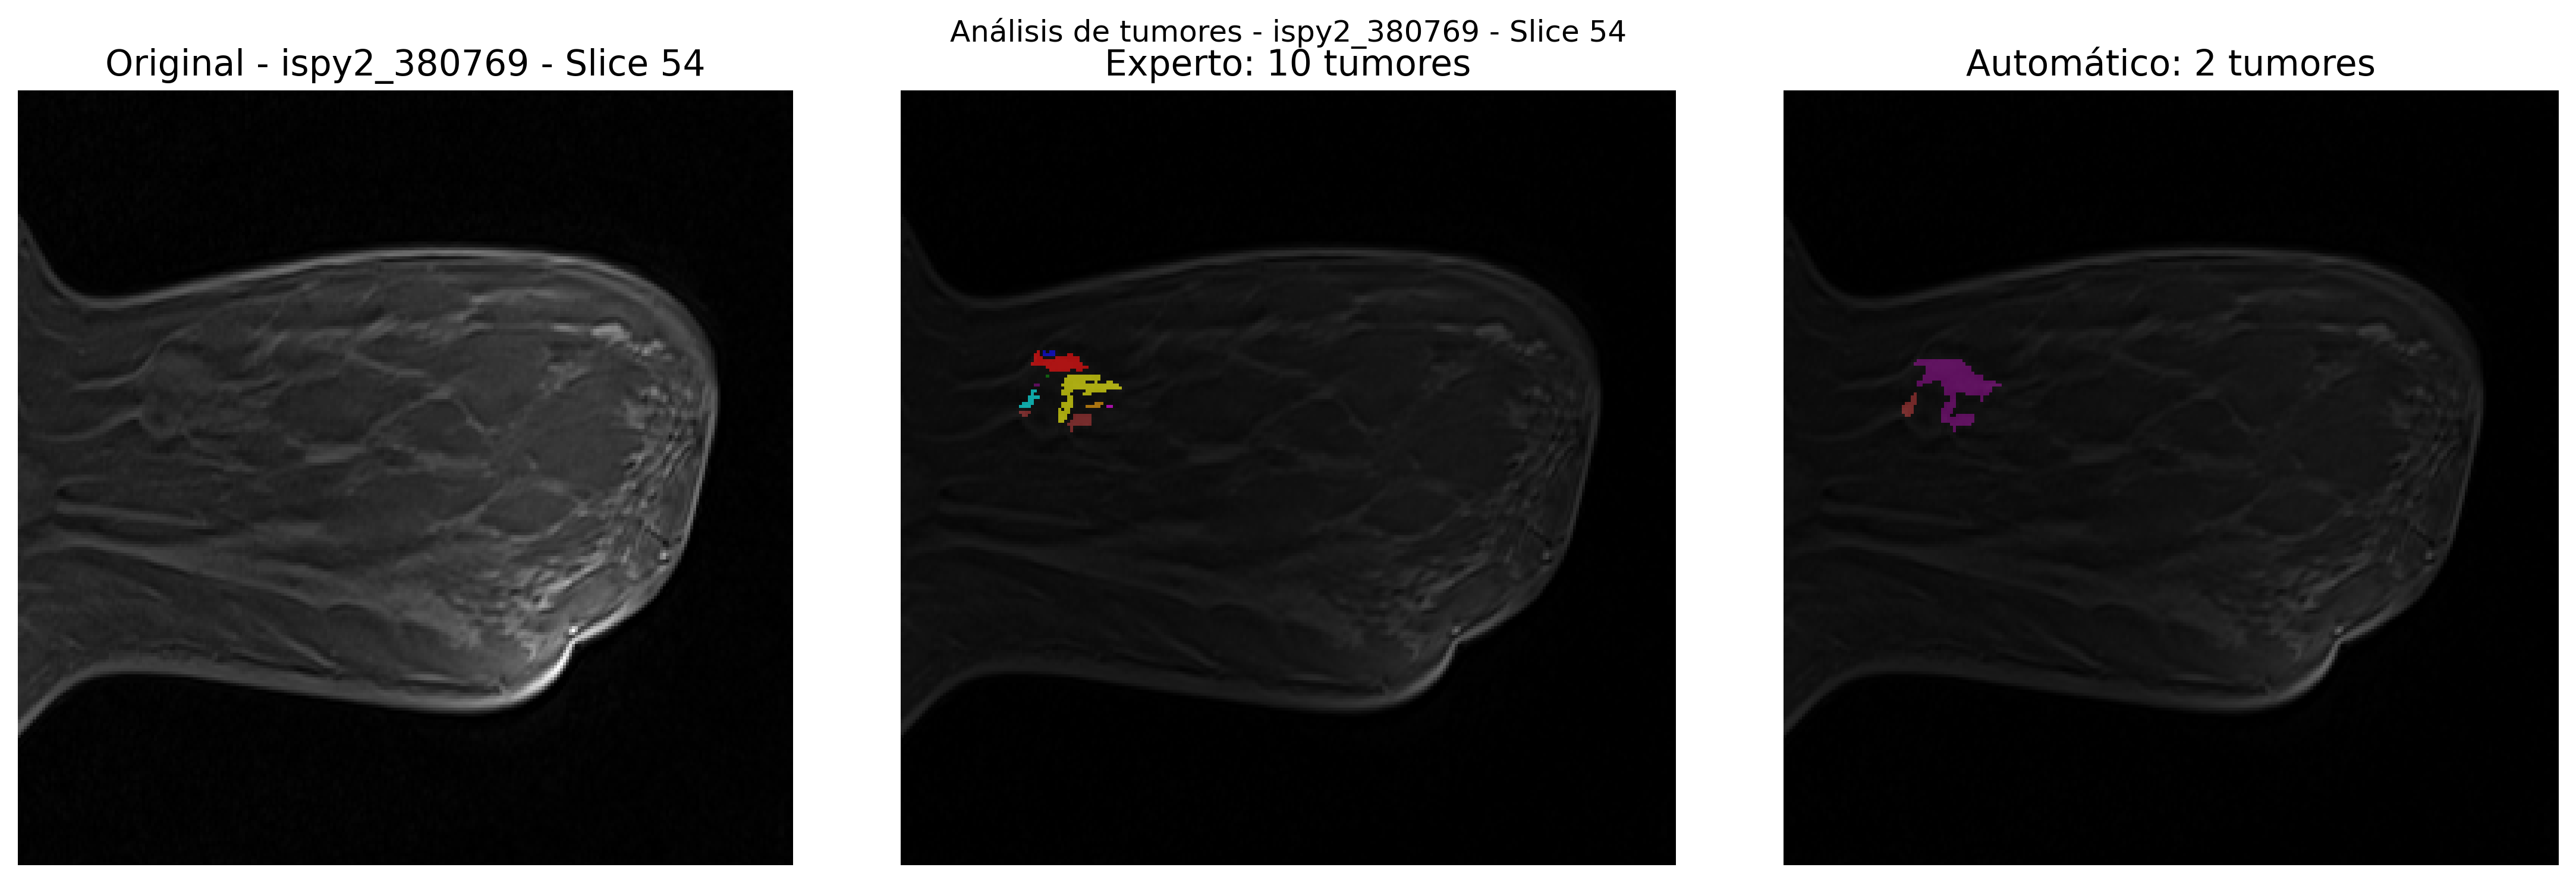 Análisis de tumores - ispy2_380769 - Slice 54
Original - ispy2_380769 - Slice 54
Experto: 10 tumores
Automático: 2 tumores